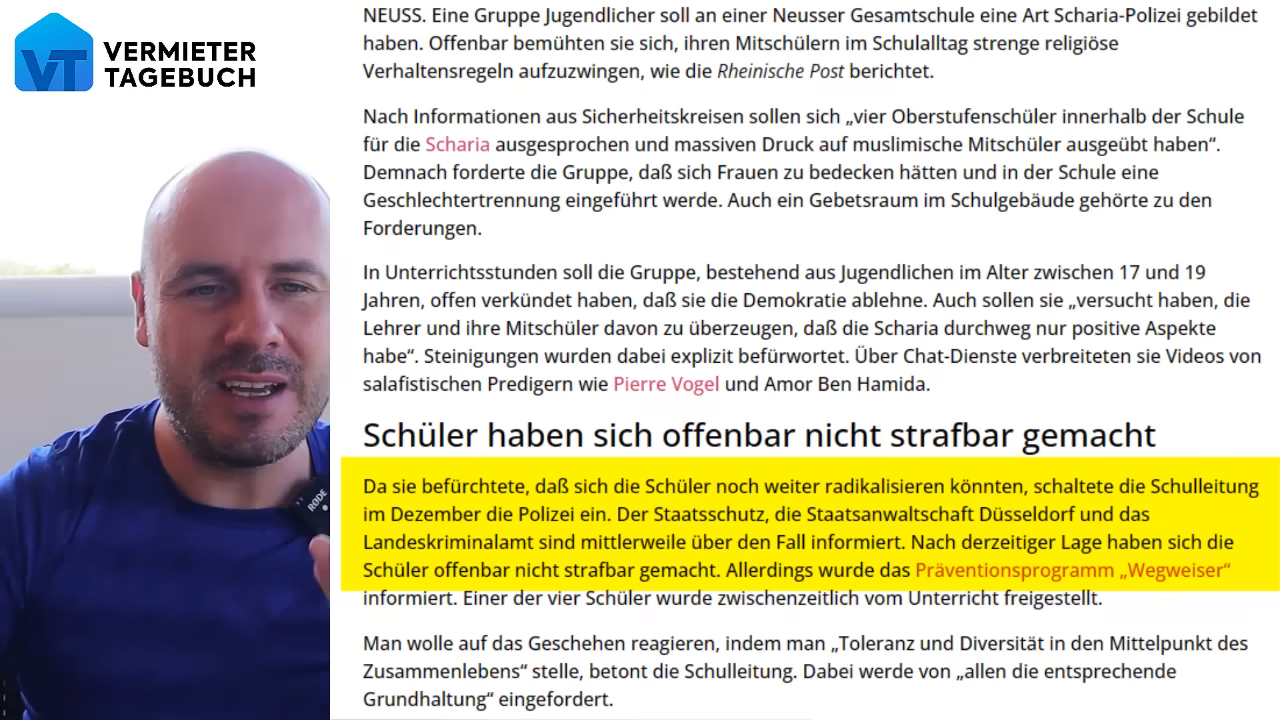 VT
VERMIETER
TAGEBUCH
NEUSS. Eine Gruppe Jugendlicher soll an einer Neusser Gesamtschule eine Art Scharia-Polizei gebildet
haben. Offenbar bemühten sie sich, ihren Mitschülern im Schulalltag strenge religiöse
Verhaltensregeln aufzuzwingen, wie die Rheinische Post berichtet.
Nach Informationen aus Sicherheitskreisen sollen sich „vier Oberstufenschüler innerhalb der Schule
für die Scharia ausgesprochen und massiven Druck auf muslimische Mitschüler ausgeübt haben“.
Demnach forderte die Gruppe, daß sich Frauen zu bedecken hätten und in der Schule eine
Geschlechtertrennung eingeführt werde. Auch ein Gebetsraum im Schulgebäude gehörte zu den
Forderungen.
In Unterrichtsstunden soll die Gruppe, bestehend aus Jugendlichen im Alter zwischen 17 und 19
Jahren, offen verkündet haben, daß sie die Demokratie ablehne. Auch sollen sie „versucht haben, die
Lehrer und ihre Mitschüler davon zu überzeugen, daß die Scharia durchweg nur positive Aspekte
habe“. Steinigungen wurden dabei explizit befürwortet. Über Chat-Dienste verbreiteten sie Videos von
salafistischen Predigern wie Pierre Vogel und Amor Ben Hamida.
Schüler haben sich offenbar nicht strafbar gemacht
Da sie befürchtete, daß sich die Schüler noch weiter radikalisieren könnten, schaltete die Schulleitung
im Dezember die Polizei ein. Der Staatsschutz, die Staatsanwaltschaft Düsseldorf und das
Landeskriminalamt sind mittlerweile über den Fall informiert. Nach derzeitiger Lage haben sich die
Schüler offenbar nicht strafbar gemacht. Allerdings wurde das Präventionsprogramm „Wegweiser“
informiert. Einer der vier Schüler wurde zwischenzeitlich vom Unterricht freigestellt.
Man wolle auf das Geschehen reagieren, indem man „Toleranz und Diversität in den Mittelpunkt des
Zusammenlebens“ stelle, betont die Schulleitung. Dabei werde von „allen die entsprechende
Grundhaltung“ eingefordert.
RØDE